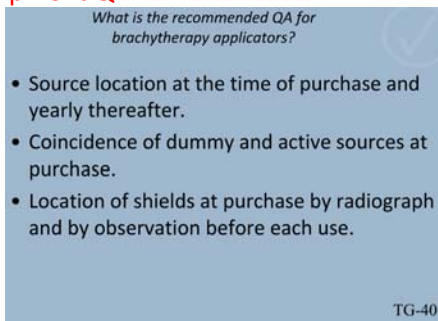 What is the recommended QA for
brachytherapy applicators?
• Source location at the time of purchase and
yearly thereafter.
• Coincidence of dummy and active sources at
purchase.
• Location of shields at purchase by radiograph
and by observation before each use.
TG-40